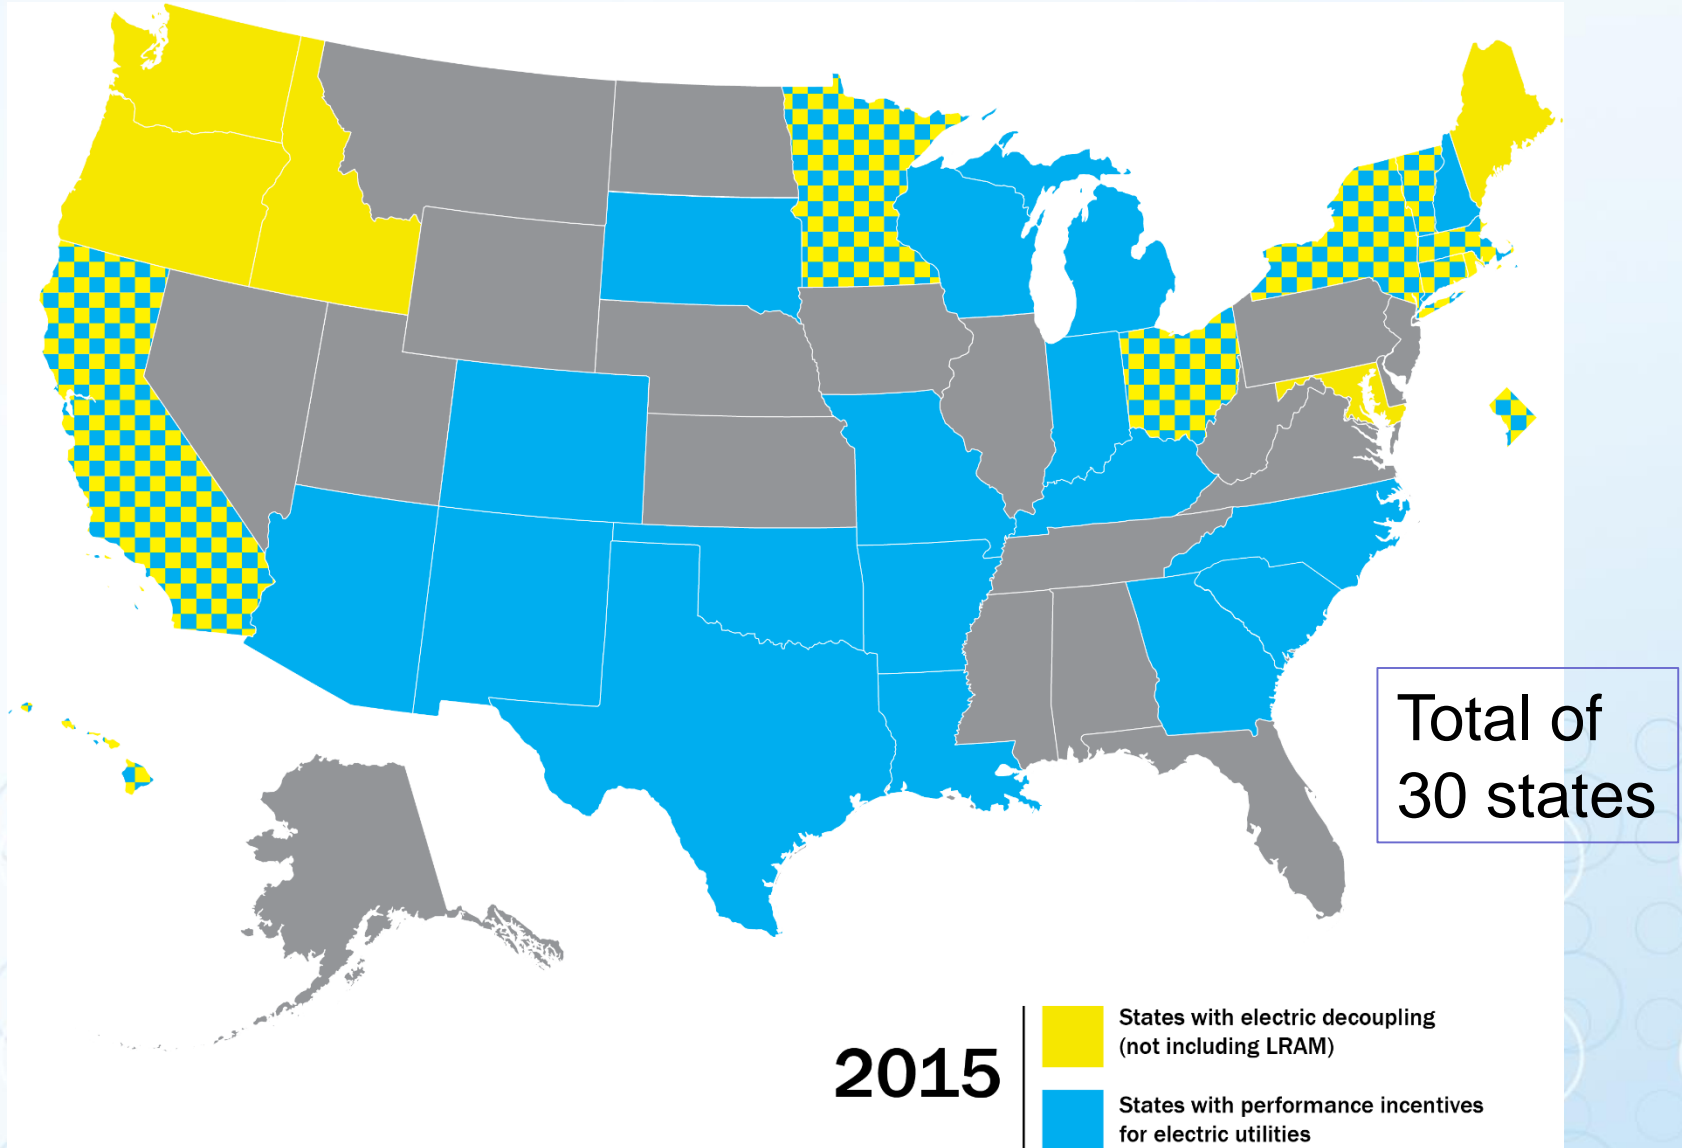 Total of
30 states
2015
States with electric decoupling
(not including LRAM)
States with performance incentives
for electric utilities